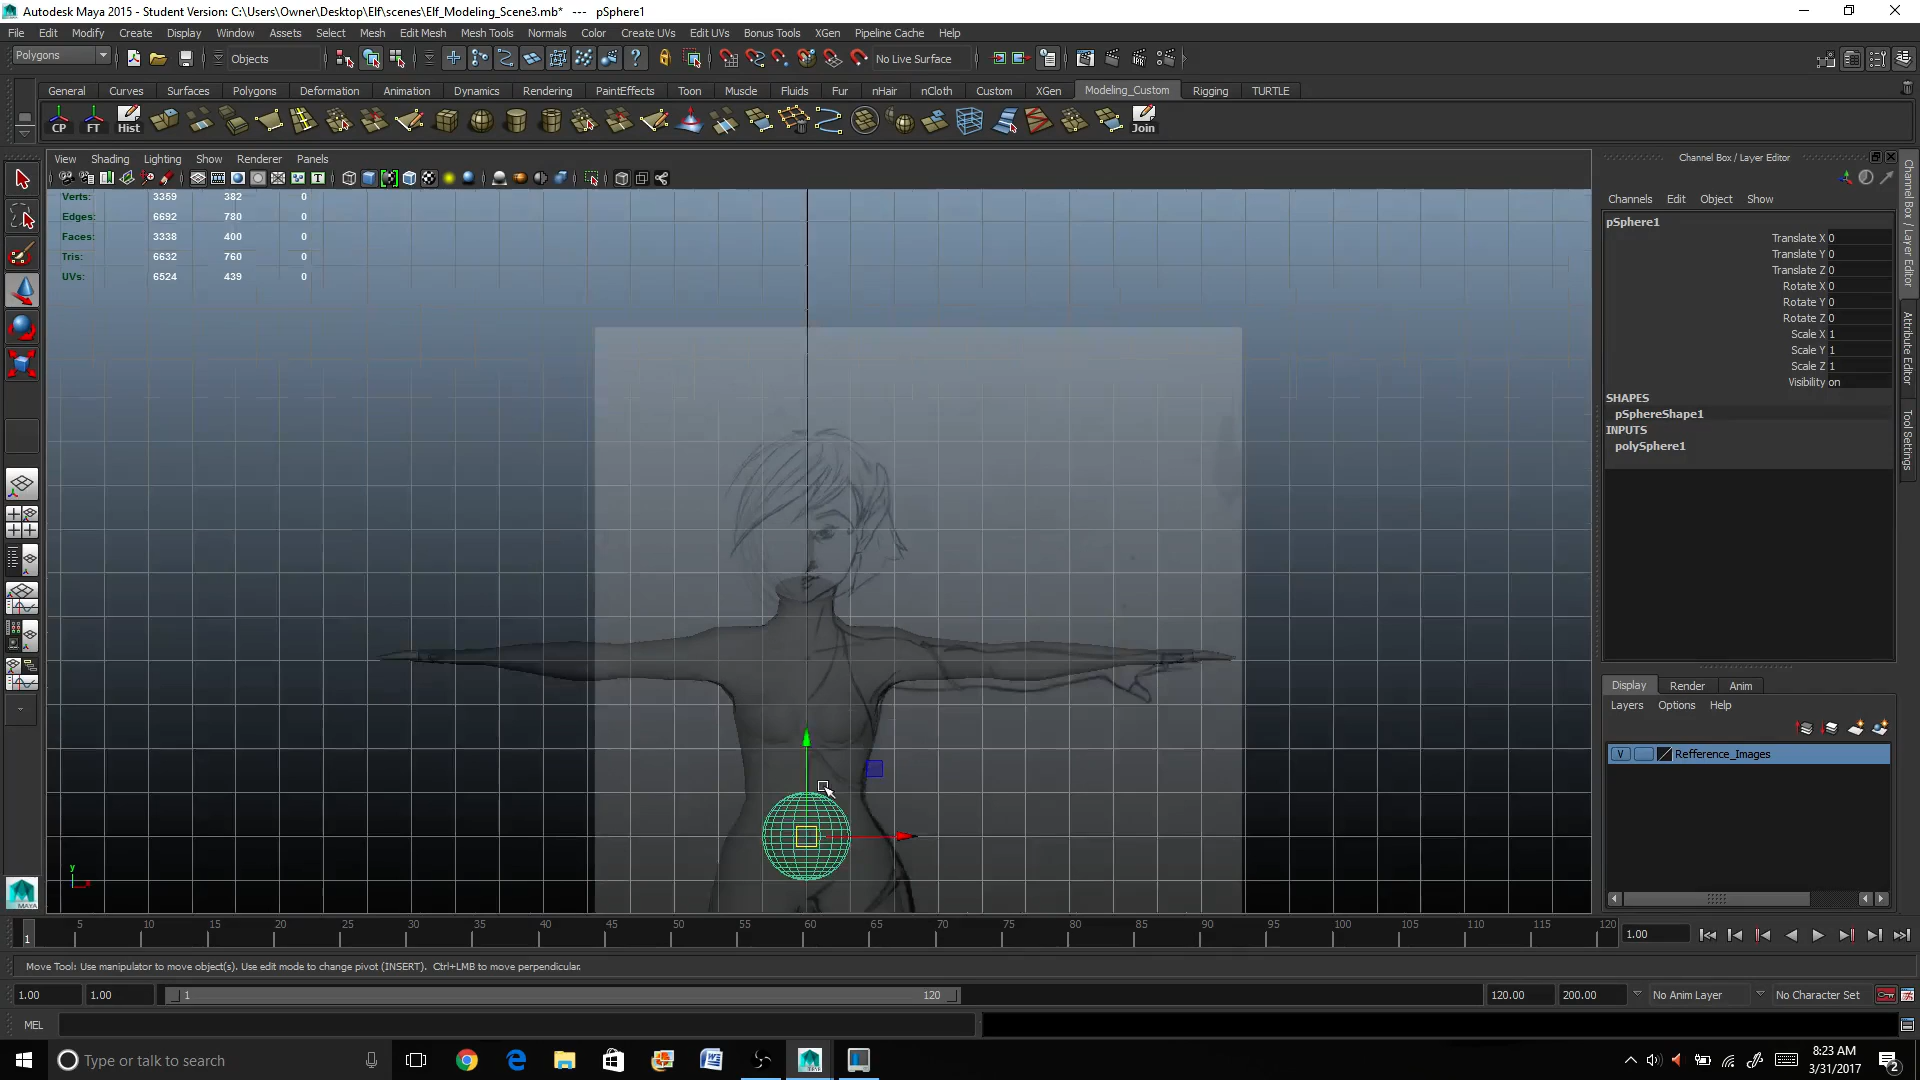 Autodesk Maya 2015 - Student Version: C:\Users\Owner\Desktop\Elf\scenes\Elf_Modeling_Scene3.mb* --- pSphere1
File Edit Modify Create Display Window Assets Select Mesh Edit Mesh Mesh Tools Normals Color Create UVs Edit UVs Bonus Tools XGen Pipeline Cache Help
Polygons Objects No Live Surface
General Curves Surfaces Polygons Deformation Animation Dynamics Rendering PaintEffects Toon Muscle Fluids Fur nHair nCloth Custom XGen Modeling_Custom Rigging TURTLE
CP FT Hist Join
View Shading Lighting Show Renderer Panels
Verts: 3359 382 0
Edges: 6692 780 0
Faces: 3338 400 0
Tris: 6632 760 0
UVs: 6524 439 0
y
Channel Box / Layer Editor
Channels Edit Object Show
pSphere1
Translate X 0
Translate Y 0
Translate Z 0
Rotate X 0
Rotate Y 0
Rotate Z 0
Scale X 1
Scale Y 1
Scale Z 1
Visibility on
SHAPES
pSphereShape1
INPUTS
polySphere1
Display Render Anim
Layers Options Help
V Refference_Images
Channel Box / Layer Editor
Attribute Editor
Tool Settings
MAYA
1 5 10 15 20 25 30 35 40 45 50 55 60 65 70 75 80 85 90 95 100 105 110 115 120 1.00
Move Tool: Use manipulator to move object(s). Use edit mode to change pivot (INSERT). Ctrl+LMB to move perpendicular.
1.00 1.00 1 120 120.00 200.00 No Anim Layer No Character Set
MEL
Type or talk to search
8:23 AM
3/31/2017
2